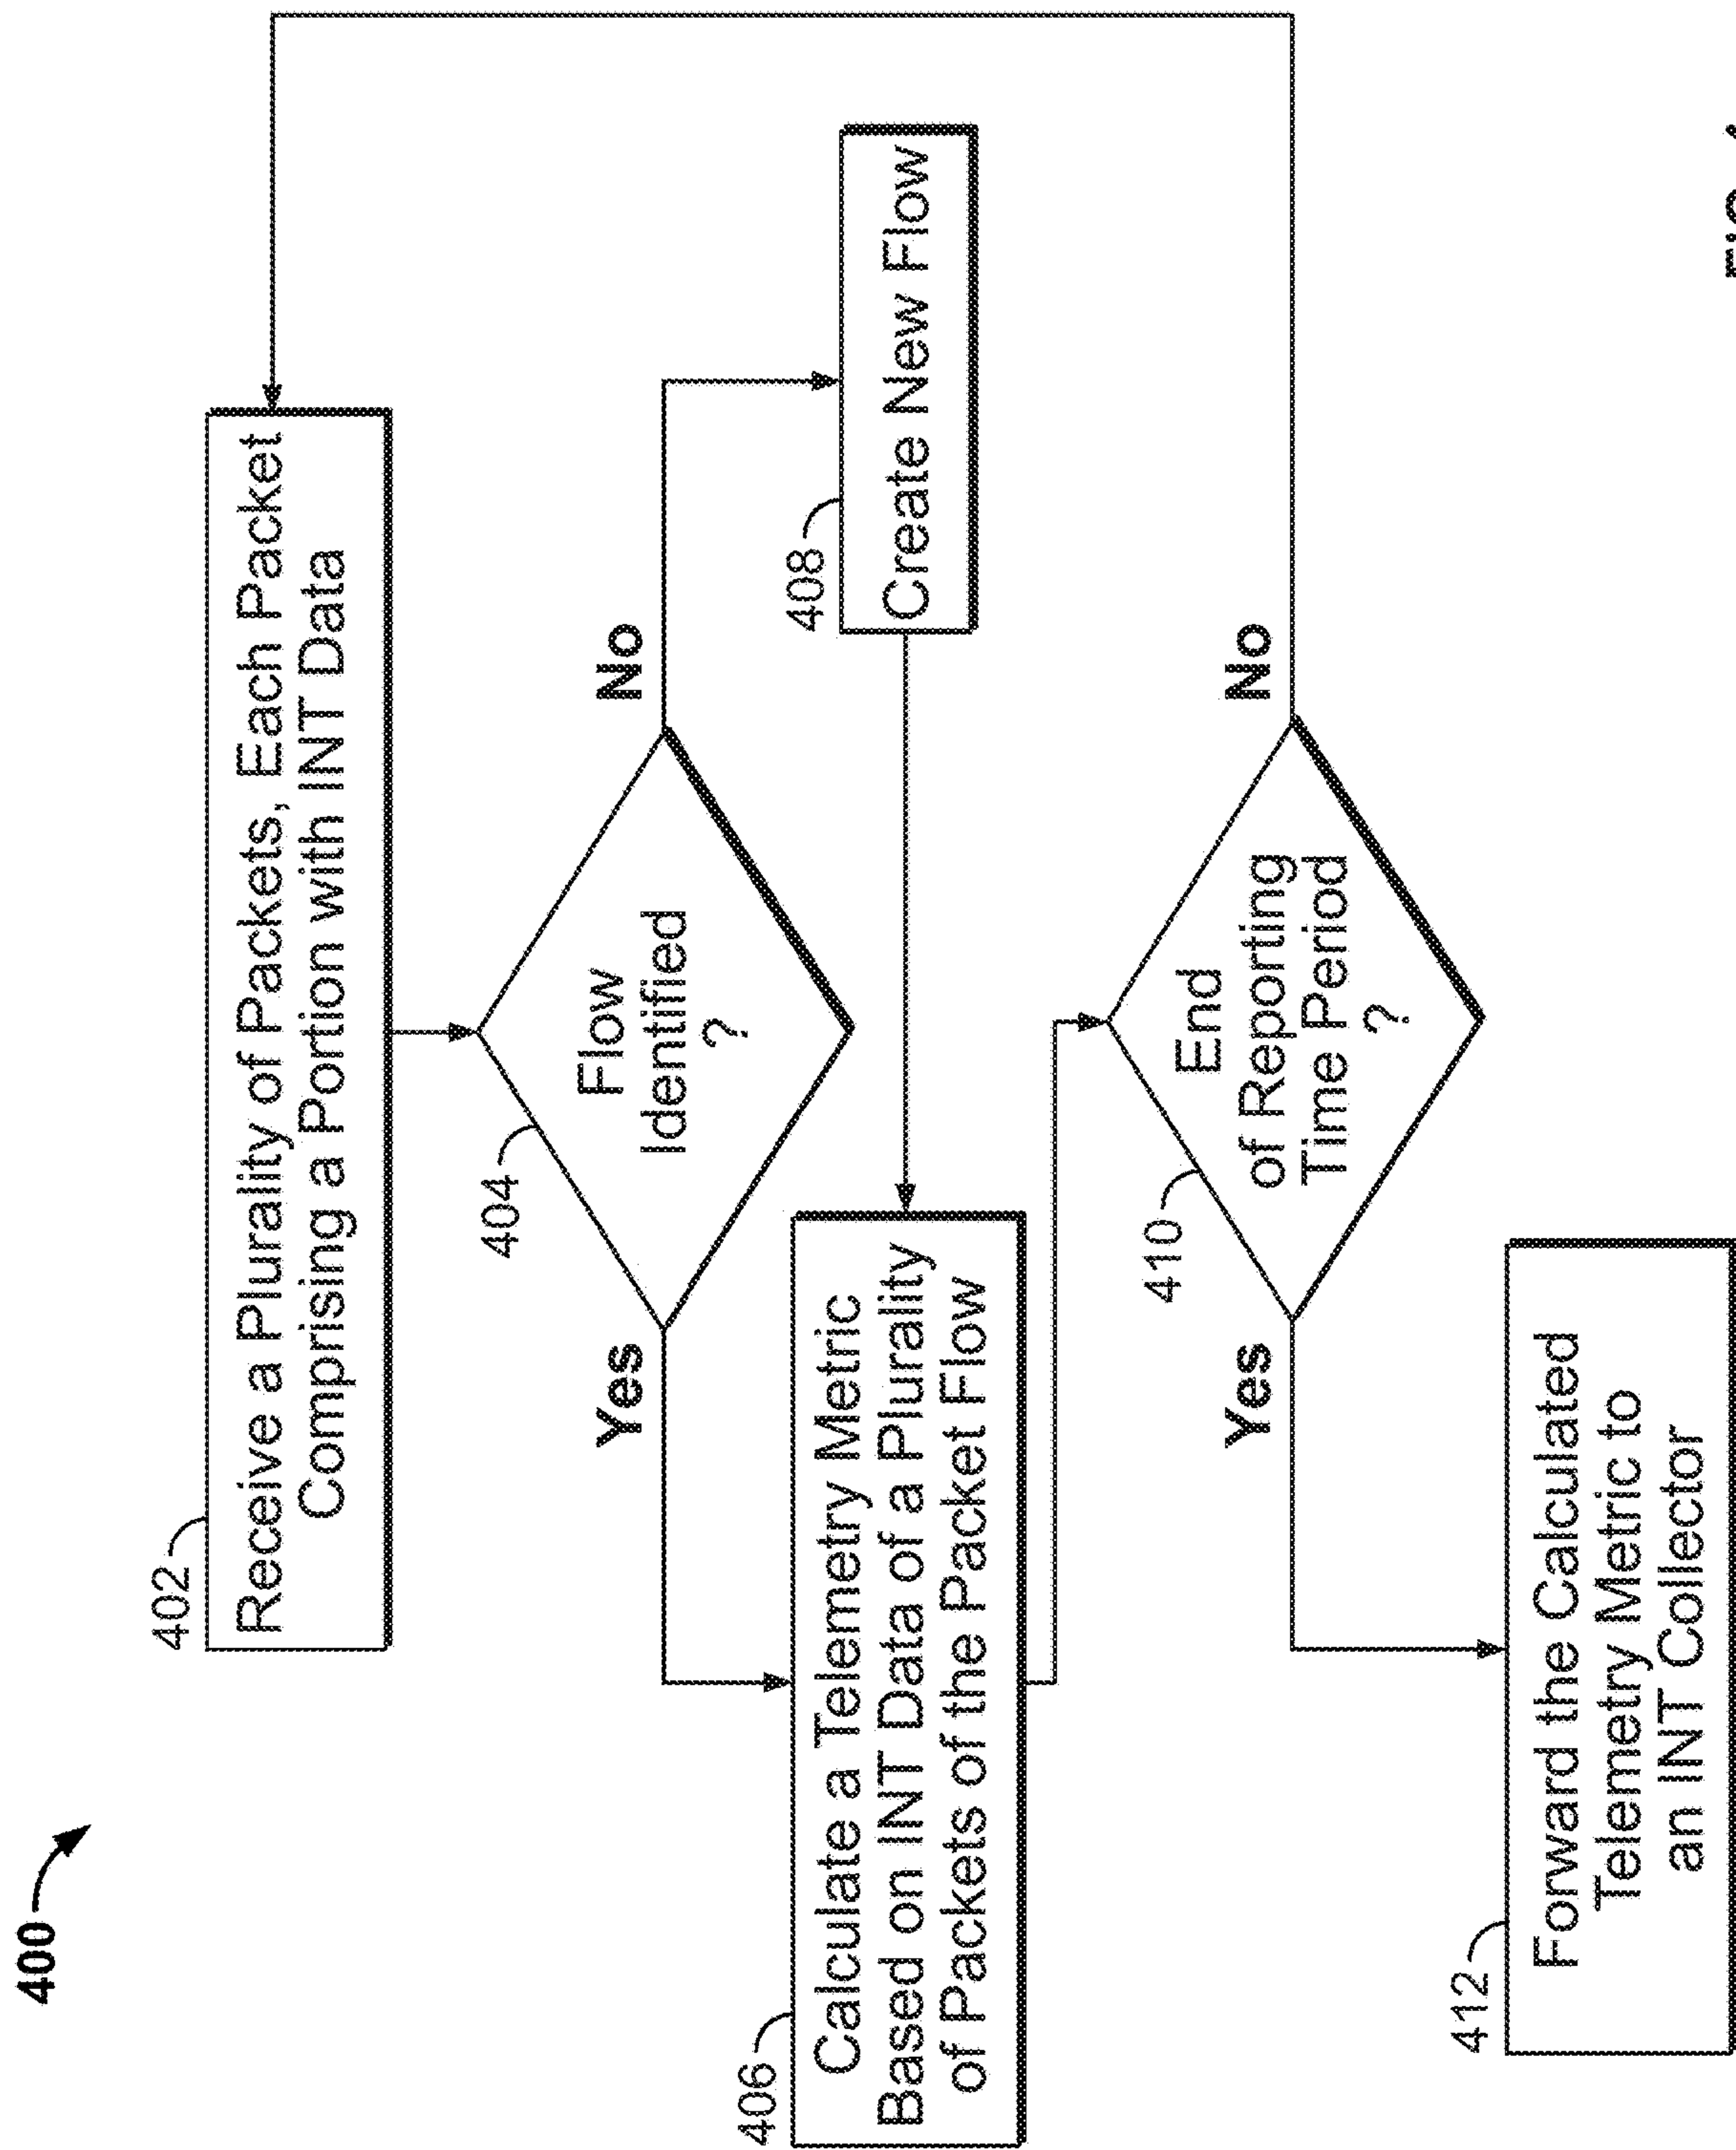 400
402
Receive a Plurality of Packets, Each Packet
Comprising a Portion with INT Data
404
Flow
Identified
?
Yes
No
406
Calculate a Telemetry Metric
Based on INT Data of a Plurality
of Packets of the Packet Flow
408
Create New Flow
410
End
of Reporting
Time Period
?
Yes
No
412
Forward the Calculated
Telemetry Metric to
an INT Collector